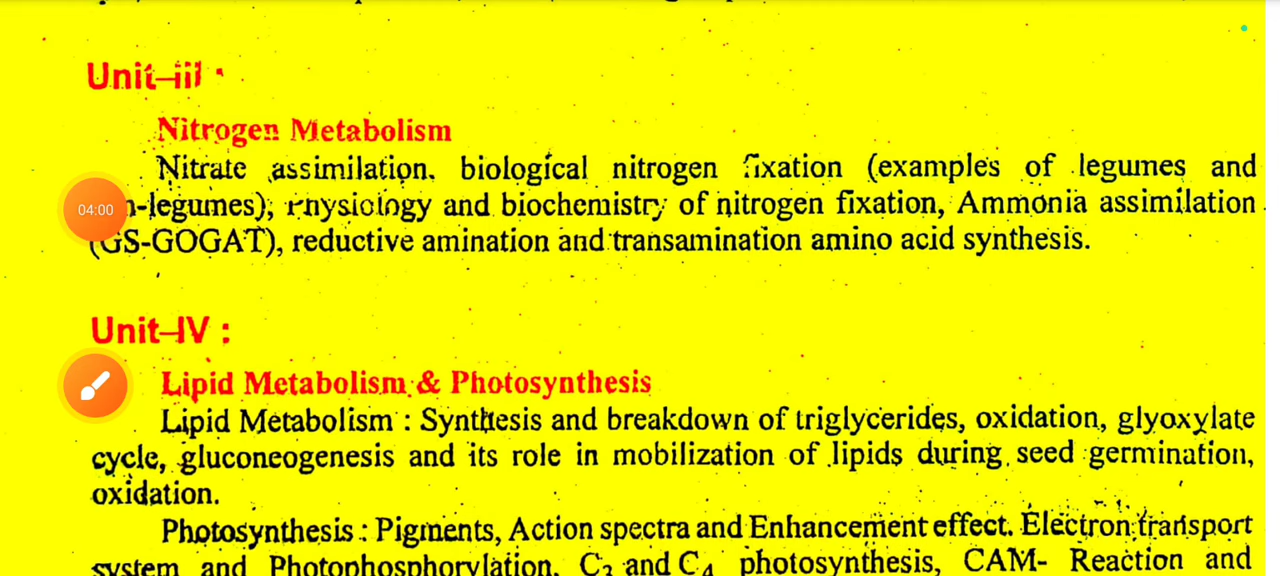 Unit-iii
Nitrogen Metabolism
Nitrate assimilation, biological nitrogen fixation (examples of legumes and
-legumes); Physiology and biochemistry of nitrogen fixation, Ammonia assimilation
04:00
(GS-GOGAT), reductive amination and transamination amino acid synthesis.
Unit-IV :
Lipid Metabolism & Photosynthesis
Lipid Metabolism : Synthesis and breakdown of triglycerides, oxidation, glyoxylate
cycle, gluconeogenesis and its role in mobilization of lipids during seed germination,
oxidation.
Photosynthesis : Pigments, Action spectra and Enhancement effect. Electron transport
system and Photophosphorylation, C3 and C4 photosynthesis, CAM- Reaction and